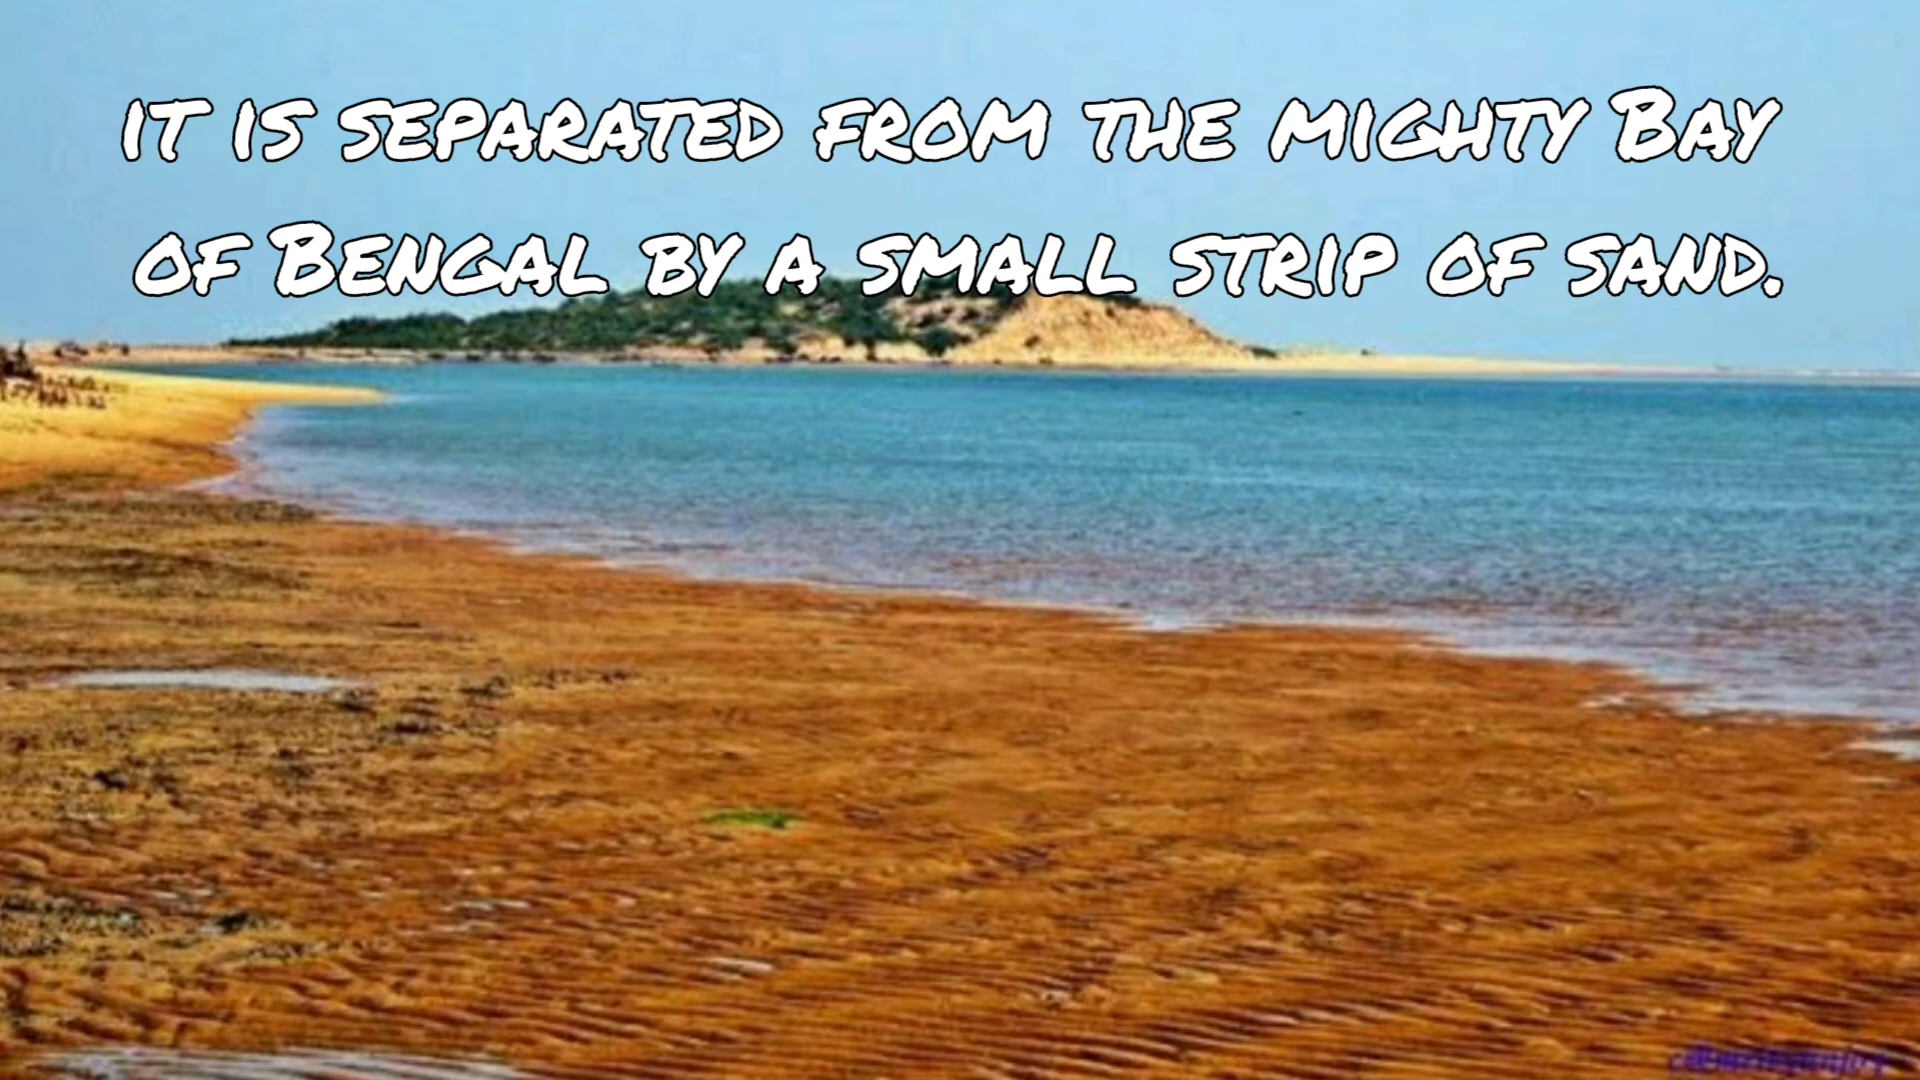 it is separated from the mighty Bay
of Bengal by a small strip of sand.